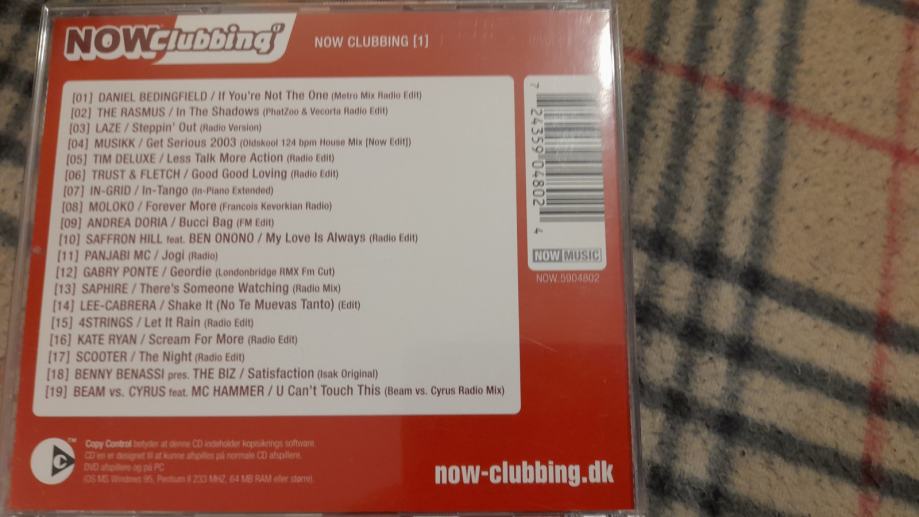 NOW clubbing
NOW CLUBBING [1]
[01] DANIEL BEDINGFIELD / If You're Not The One (Metro Mix Radio Edit)
[02] THE RASMUS / In The Shadows (PhatZoo & Vecorta Radio Edit)
[03] LAZE / Steppin' Out (Radio Version)
[04] MUSIKK / Get Serious 2003 (Oldskool 124 bpm House Mix [Now Edit])
[05] TIM DELUXE / Less Talk More Action (Radio Edit)
[06] TRUST & FLETCH / Good Good Loving (Radio Edit)
[07] IN-GRID / In-Tango (In-Piano Extended)
[08] MOLOKO / Forever More (Francois Kevorkian Radio)
[09] ANDREA DORIA / Bucci Bag (FM Edit)
[10] SAFFRON HILL feat. BEN ONONO / My Love Is Always (Radio Edit)
[11] PANJABI MC / Jogi (Radio)
[12] GABRY PONTE / Geordie (Londonbridge RMX Fm Cut)
[13] SAPHIRE / There's Someone Watching (Radio Mix)
[14] LEE-CABRERA / Shake It (No Te Muevas Tanto) (Edit)
[15] 4STRINGS / Let It Rain (Radio Edit)
[16] KATE RYAN / Scream For More (Radio Edit)
[17] SCOOTER / The Night (Radio Edit)
[18] BENNY BENASSI pres. THE BIZ / Satisfaction (Isak Original)
[19] BEAM vs. CYRUS feat. MC HAMMER / U Can't Touch This (Beam vs. Cyrus Radio Mix)
7 24359 04802 4
NOW MUSIC
NOW.5904802
Copy Control betyder at denne CD indeholder kopisikrings software.
CD en er designet til at kunne afspilles på normale CD afspillere,
DVD afspillere og på PC
(OS MS Windows 95, Pentium II 233 MHZ, 64 MB RAM eller større).
now-clubbing.dk